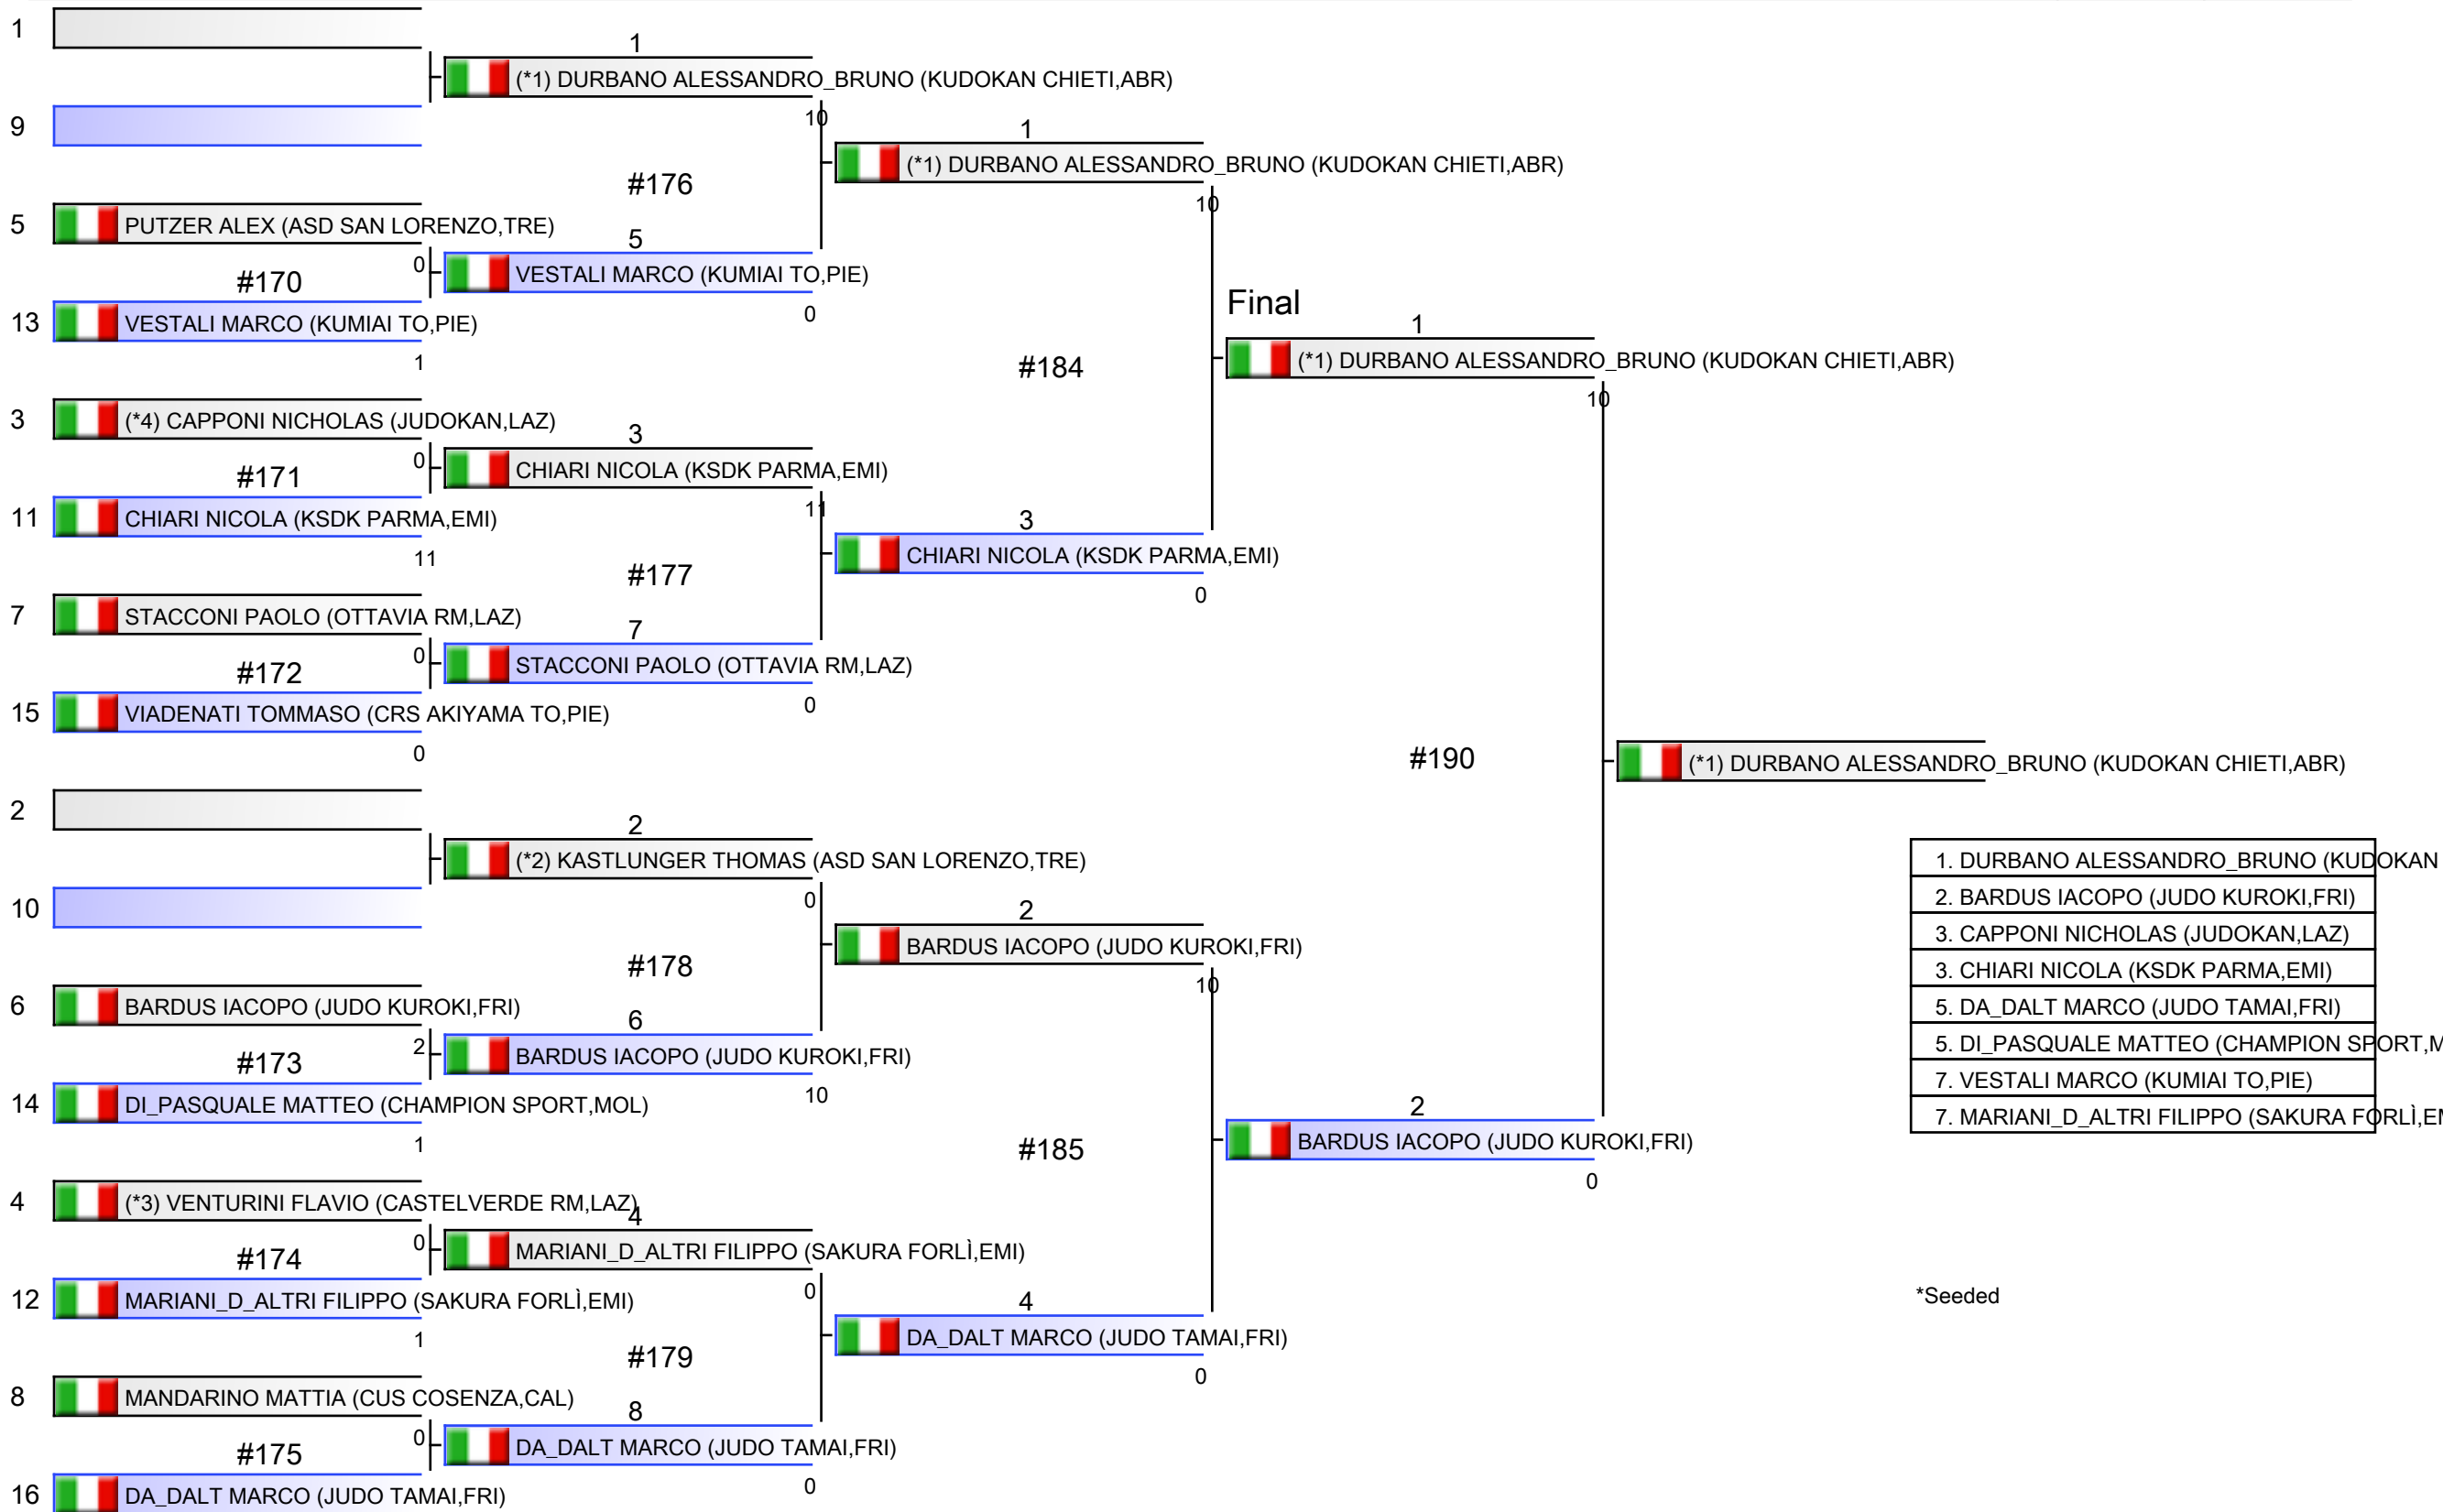 1
1
(*1) DURBANO ALESSANDRO_BRUNO (KUDOKAN CHIETI,ABR)
10
9
1
(*1) DURBANO ALESSANDRO_BRUNO (KUDOKAN CHIETI,ABR)
10
#176
5
PUTZER ALEX (ASD SAN LORENZO,TRE)
0
5
VESTALI MARCO (KUMIAI TO,PIE)
0
#170
13
VESTALI MARCO (KUMIAI TO,PIE)
1
Final
1
(*1) DURBANO ALESSANDRO_BRUNO (KUDOKAN CHIETI,ABR)
10
#184
3
(*4) CAPPONI NICHOLAS (JUDOKAN,LAZ)
0
3
CHIARI NICOLA (KSDK PARMA,EMI)
11
#171
11
CHIARI NICOLA (KSDK PARMA,EMI)
11
3
CHIARI NICOLA (KSDK PARMA,EMI)
0
#177
7
STACCONI PAOLO (OTTAVIA RM,LAZ)
0
7
STACCONI PAOLO (OTTAVIA RM,LAZ)
0
#172
15
VIADENATI TOMMASO (CRS AKIYAMA TO,PIE)
0
#190
(*1) DURBANO ALESSANDRO_BRUNO (KUDOKAN CHIETI,ABR)
2
2
(*2) KASTLUNGER THOMAS (ASD SAN LORENZO,TRE)
0
10
2
BARDUS IACOPO (JUDO KUROKI,FRI)
10
#178
6
BARDUS IACOPO (JUDO KUROKI,FRI)
2
6
BARDUS IACOPO (JUDO KUROKI,FRI)
10
#173
14
DI_PASQUALE MATTEO (CHAMPION SPORT,MOL)
1
2
BARDUS IACOPO (JUDO KUROKI,FRI)
0
#185
4
(*3) VENTURINI FLAVIO (CASTELVERDE RM,LAZ)
0
4
MARIANI_D_ALTRI FILIPPO (SAKURA FORLÌ,EMI)
0
#174
12
MARIANI_D_ALTRI FILIPPO (SAKURA FORLÌ,EMI)
1
4
DA_DALT MARCO (JUDO TAMAI,FRI)
0
#179
8
MANDARINO MATTIA (CUS COSENZA,CAL)
0
8
DA_DALT MARCO (JUDO TAMAI,FRI)
0
#175
16
DA_DALT MARCO (JUDO TAMAI,FRI)
1. DURBANO ALESSANDRO_BRUNO (KUDOKAN
2. BARDUS IACOPO (JUDO KUROKI,FRI)
3. CAPPONI NICHOLAS (JUDOKAN,LAZ)
3. CHIARI NICOLA (KSDK PARMA,EMI)
5. DA_DALT MARCO (JUDO TAMAI,FRI)
5. DI_PASQUALE MATTEO (CHAMPION SPORT,M
7. VESTALI MARCO (KUMIAI TO,PIE)
7. MARIANI_D_ALTRI FILIPPO (SAKURA FORLÌ,EM
*Seeded